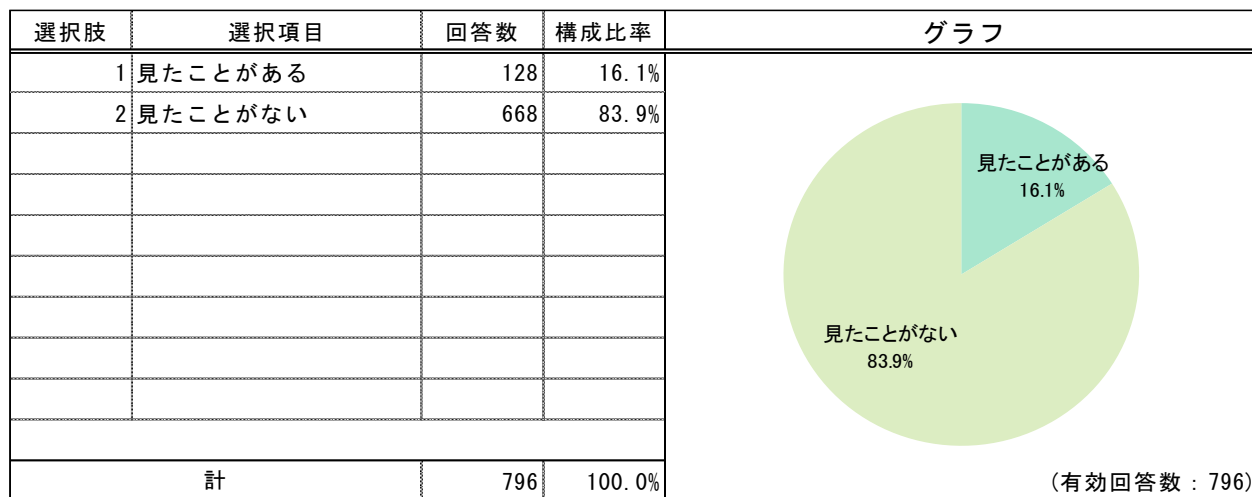 選択肢 選択項目 回答数 構成比率 グラフ
1 見たことがある 128 16.1%
2 見たことがない 668 83.9%
見たことがある
16.1%
見たことがない
83.9%
計 796 100.0%
(有効回答数：796)